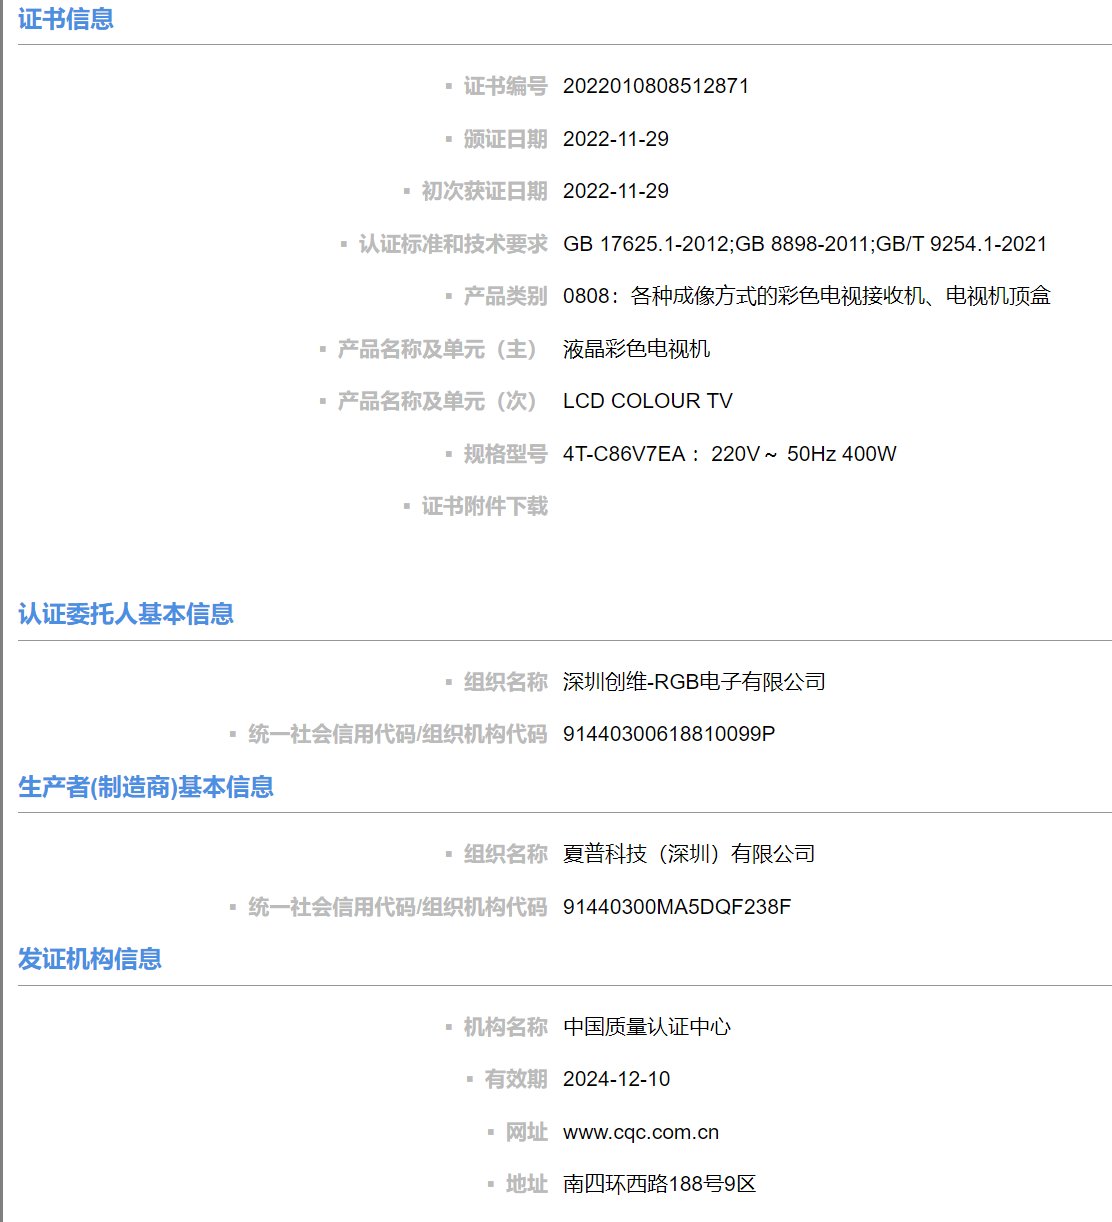 证书信息
▪ 证书编号 2022010808512871
▪ 颁证日期 2022-11-29
▪ 初次获证日期 2022-11-29
▪ 认证标准和技术要求 GB 17625.1-2012;GB 8898-2011;GB/T 9254.1-2021
▪ 产品类别 0808：各种成像方式的彩色电视接收机、电视机顶盒
▪ 产品名称及单元（主） 液晶彩色电视机
▪ 产品名称及单元（次） LCD COLOUR TV
▪ 规格型号 4T-C86V7EA： 220V～ 50Hz 400W
▪ 证书附件下载
认证委托人基本信息
▪ 组织名称 深圳创维-RGB电子有限公司
▪ 统一社会信用代码/组织机构代码 91440300618810099P
生产者(制造商)基本信息
▪ 组织名称 夏普科技（深圳）有限公司
▪ 统一社会信用代码/组织机构代码 91440300MA5DQF238F
发证机构信息
▪ 机构名称 中国质量认证中心
▪ 有效期 2024-12-10
▪ 网址 www.cqc.com.cn
▪ 地址 南四环西路188号9区